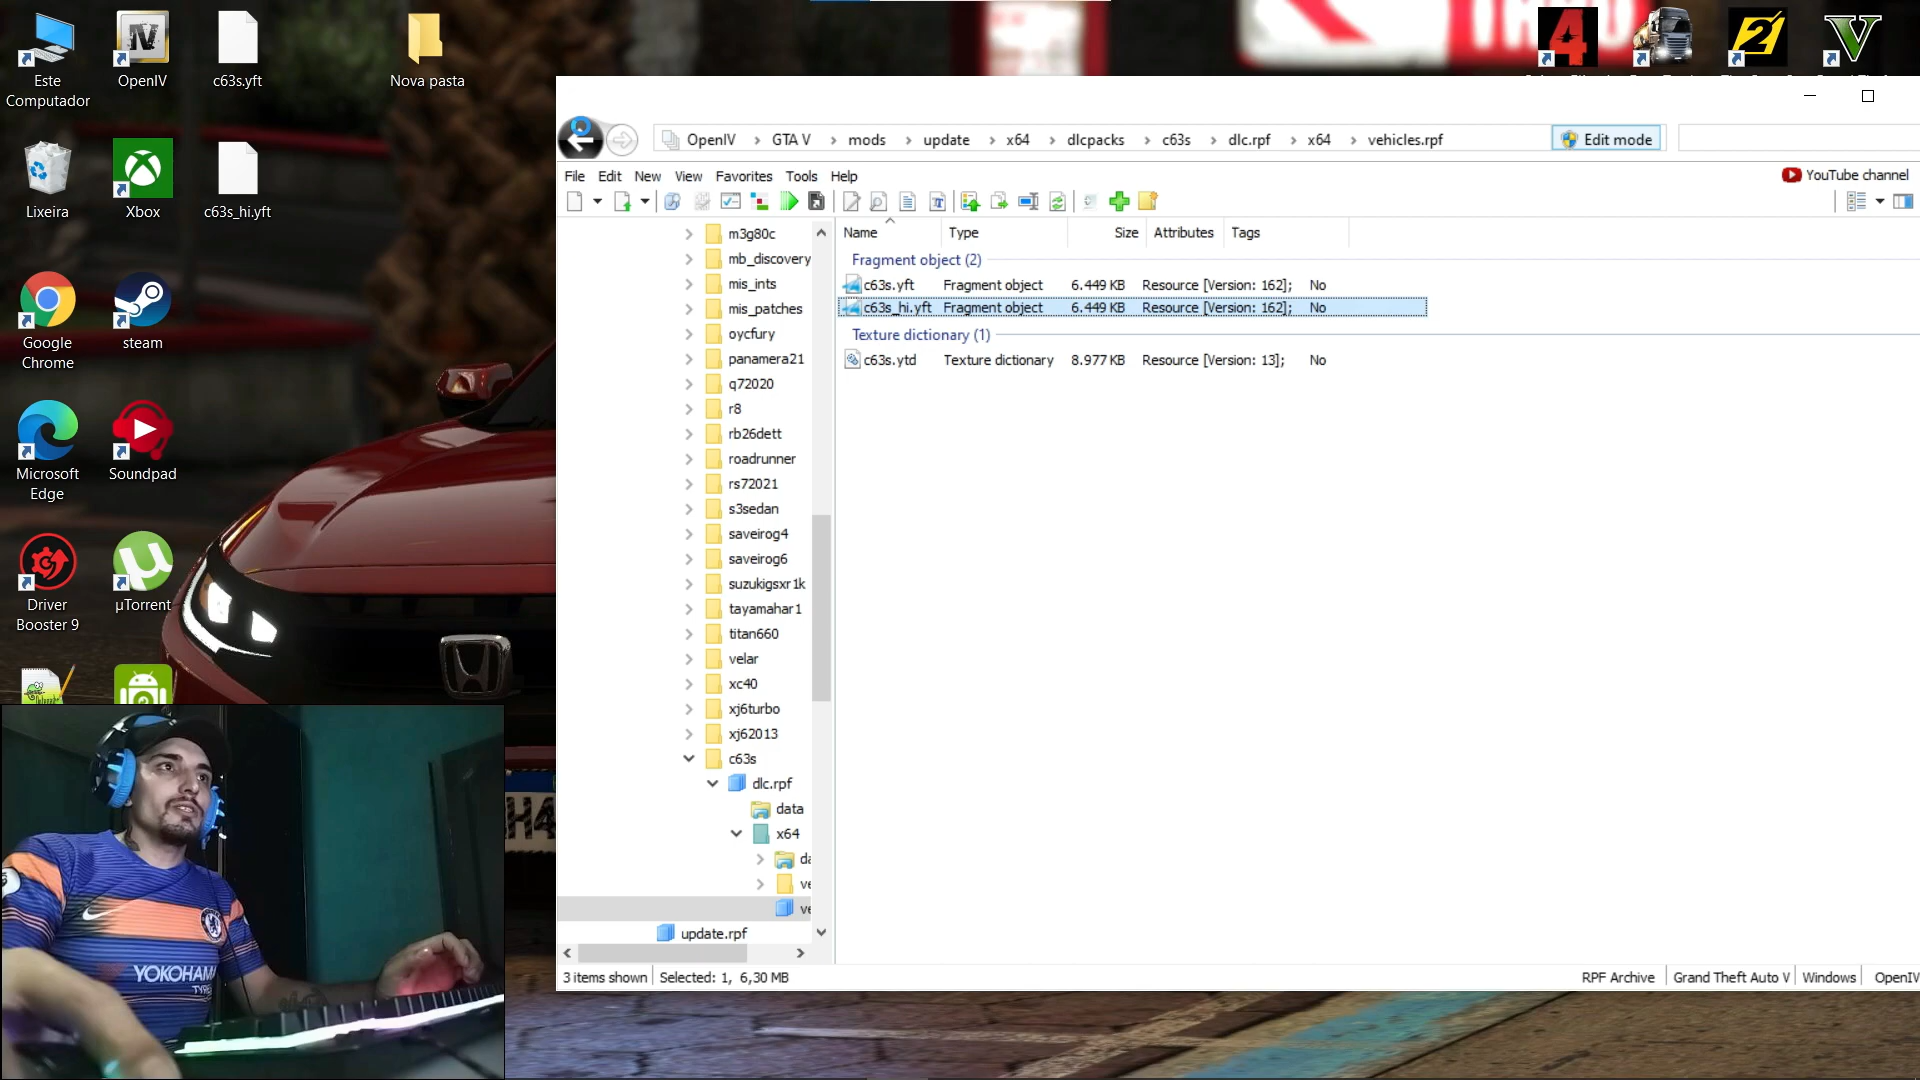 Este
Computador
OpenIV
c63s.yft
Nova pasta
Lixeira
Xbox
c63s_hi.yft
Google
Chrome
steam
Microsoft
Edge
Soundpad
Driver
Booster 9
µTorrent
OpenIV
GTA V
mods
update
x64
dlcpacks
c63s
dlc.rpf
x64
vehicles.rpf
Edit mode
File Edit New View Favorites Tools Help
YouTube channel
m3g80c
mb_discovery
mis_ints
mis_patches
oycfury
panamera21
q72020
r8
rb26dett
roadrunner
rs72021
s3sedan
saveirog4
saveirog6
suzukigsxr1k
tayamahar1
titan660
velar
xc40
xj6turbo
xj62013
c63s
dlc.rpf
data
x64
update.rpf
Name Type Size Attributes Tags
Fragment object (2)
c63s.yft Fragment object 6.449 KB Resource [Version: 162]; No
c63s_hi.yft Fragment object 6.449 KB Resource [Version: 162]; No
Texture dictionary (1)
c63s.ytd Texture dictionary 8.977 KB Resource [Version: 13]; No
3 items shown Selected: 1, 6,30 MB
RPF Archive Grand Theft Auto V Windows OpenIV
YOKOHAMA